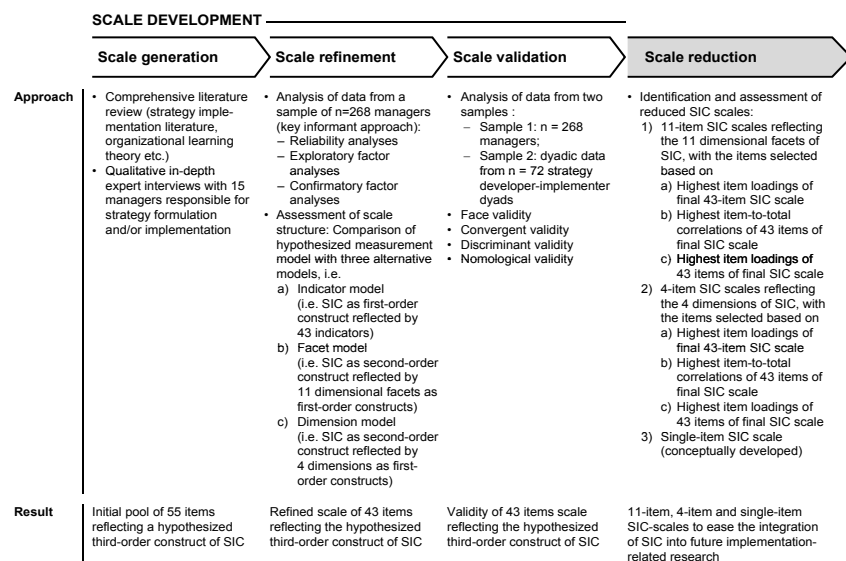 SCALE DEVELOPMENT
Scale generation
Scale refinement
Scale validation
Scale reduction
Approach
• Comprehensive literature
review (strategy imple-
mentation literature,
organizational learning
theory etc.)
• Qualitative in-depth
expert interviews with 15
managers responsible for
strategy formulation
and/or implementation
• Analysis of data from a
sample of n=268 managers
(key informant approach):
– Reliability analyses
– Exploratory factor
analyses
– Confirmatory factor
analyses
• Assessment of scale
structure: Comparison of
hypothesized measurement
model with three alternative
models, i.e.
a) Indicator model
(i.e. SIC as first-order
construct reflected by
43 indicators)
b) Facet model
(i.e. SIC as second-order
construct reflected by
11 dimensional facets as
first-order constructs)
c) Dimension model
(i.e. SIC as second-order
construct reflected by
4 dimensions as first-
order constructs)
• Analysis of data from two
samples :
– Sample 1: n = 268
managers;
– Sample 2: dyadic data
from n = 72 strategy
developer-implementer
dyads
• Face validity
• Convergent validity
• Discriminant validity
• Nomological validity
• Identification and assessment of
reduced SIC scales:
1) 11-item SIC scales reflecting
the 11 dimensional facets of
SIC, with the items selected
based on
a) Highest item loadings of
final 43-item SIC scale
b) Highest item-to-total
correlations of 43 items of
final SIC scale
c) Highest item loadings of
43 items of final SIC scale
2) 4-item SIC scales reflecting
the 4 dimensions of SIC, with
the items selected based on
a) Highest item loadings of
final 43-item SIC scale
b) Highest item-to-total
correlations of 43 items of
final SIC scale
c) Highest item loadings of
43 items of final SIC scale
3) Single-item SIC scale
(conceptually developed)
Result
Initial pool of 55 items
reflecting a hypothesized
third-order construct of SIC
Refined scale of 43 items
reflecting the hypothesized
third-order construct of SIC
Validity of 43 items scale
reflecting the hypothesized
third-order construct of SIC
11-item, 4-item and single-item
SIC-scales to ease the integration
of SIC into future implementation-
related research